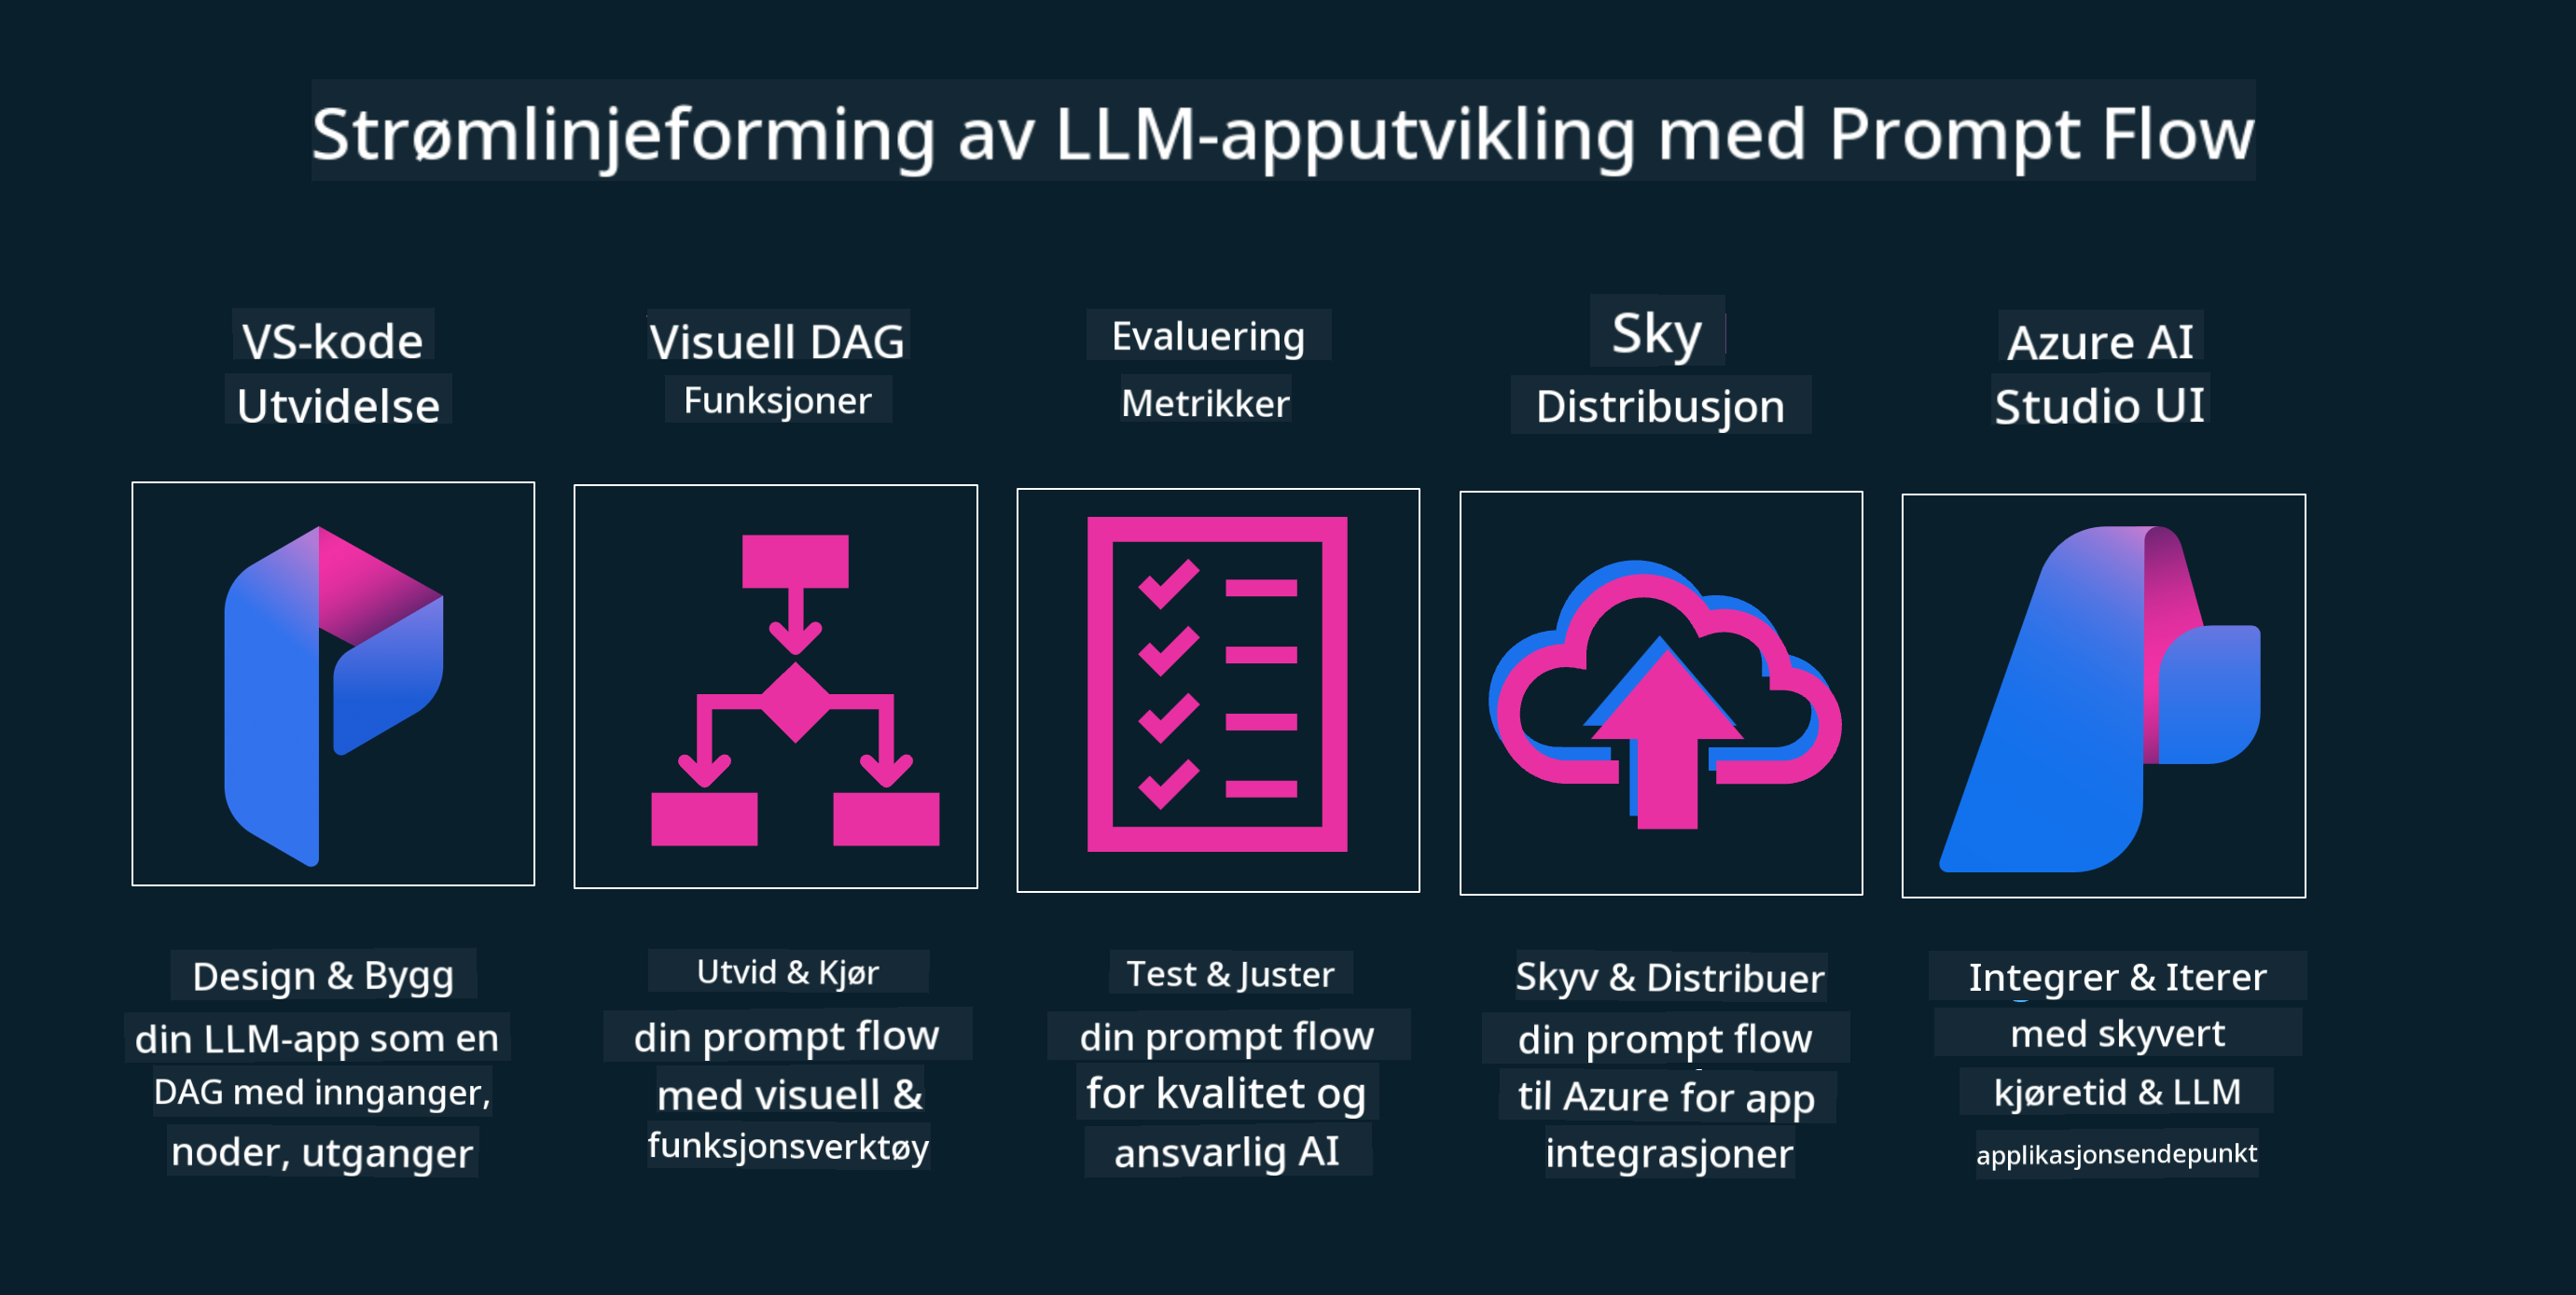 Strømlinjeforming av LLM-apputvikling med Prompt Flow
VS-kode
Utvidelse
Visuell DAG
Funksjoner
Evaluering
Metrikker
Sky
Distribusjon
Azure AI
Studio UI
Design & Bygg
din LLM-app som en
DAG med innganger,
noder, utganger
Utvid & Kjør
din prompt flow
med visuell &
funksjonsverktøy
Test & Juster
din prompt flow
for kvalitet og
ansvarlig AI
Skyv & Distribuer
din prompt flow
til Azure for app
integrasjoner
Integrer & Iterer
med skyvert
kjøretid & LLM
applikasjonsendepunkt